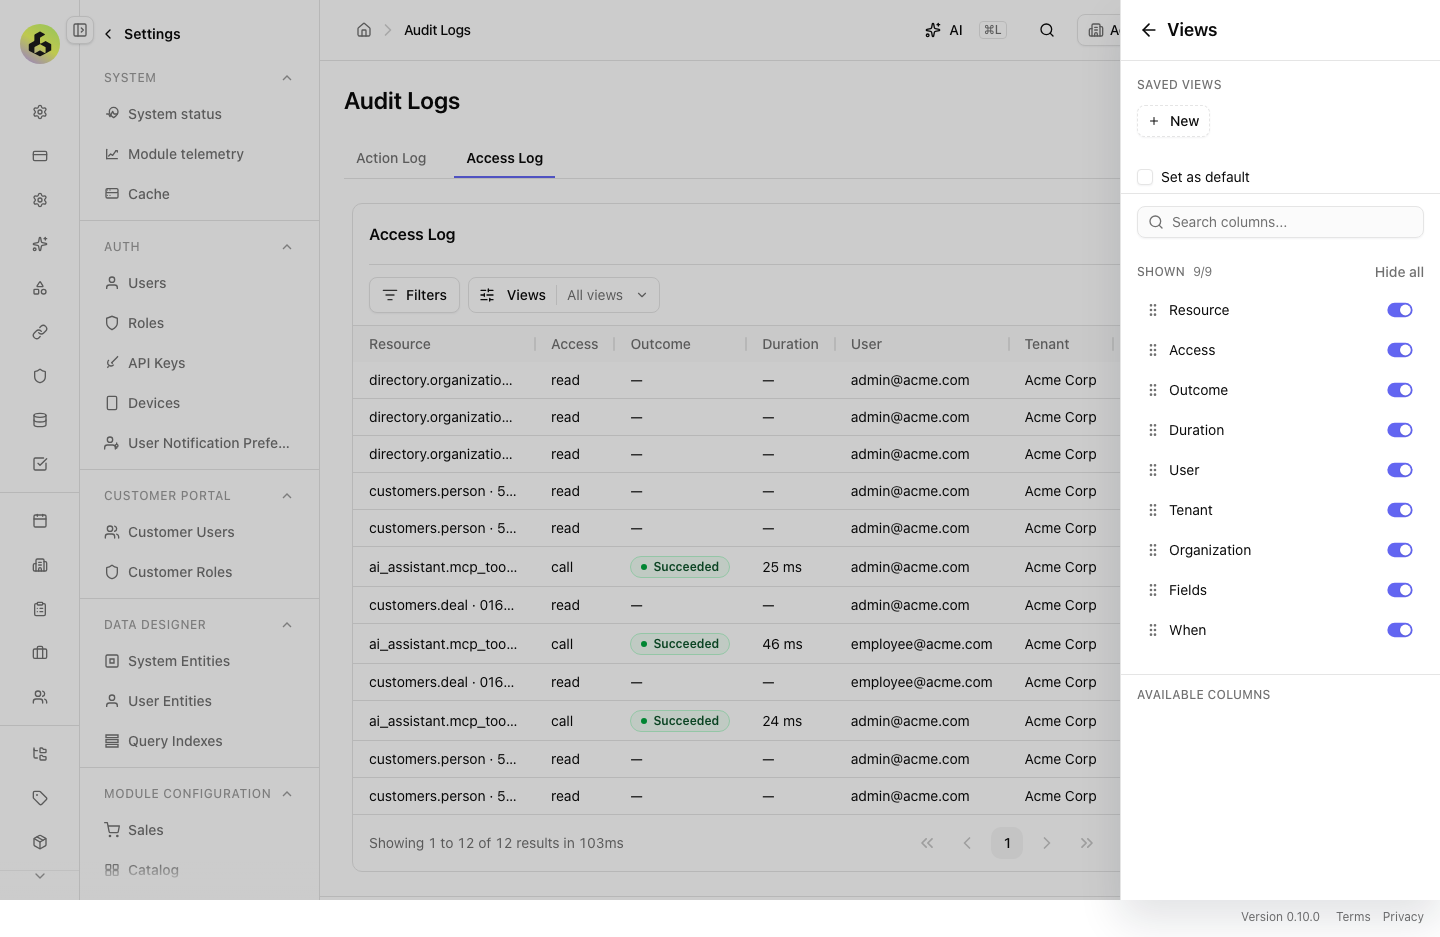 Settings
SYSTEM
System status
Module telemetry
Cache
AUTH
Users
Roles
API Keys
Devices
User Notification Prefe...
CUSTOMER PORTAL
Customer Users
Customer Roles
DATA DESIGNER
System Entities
User Entities
Query Indexes
MODULE CONFIGURATION
Sales
Catalog
Audit Logs
AI ⌘L
Audit Logs
Action Log Access Log
Access Log
Filters Views All views
Resource Access Outcome Duration User Tenant
directory.organizatio... read — — admin@acme.com Acme Corp
directory.organizatio... read — — admin@acme.com Acme Corp
directory.organizatio... read — — admin@acme.com Acme Corp
customers.person · 5... read — — admin@acme.com Acme Corp
customers.person · 5... read — — admin@acme.com Acme Corp
ai_assistant.mcp_too... call Succeeded 25 ms admin@acme.com Acme Corp
customers.deal · 016... read — — admin@acme.com Acme Corp
ai_assistant.mcp_too... call Succeeded 46 ms employee@acme.com Acme Corp
customers.deal · 016... read — — employee@acme.com Acme Corp
ai_assistant.mcp_too... call Succeeded 24 ms admin@acme.com Acme Corp
customers.person · 5... read — — admin@acme.com Acme Corp
customers.person · 5... read — — admin@acme.com Acme Corp
Showing 1 to 12 of 12 results in 103ms
1
Views
SAVED VIEWS
+ New
Set as default
Search columns...
SHOWN 9/9 Hide all
Resource
Access
Outcome
Duration
User
Tenant
Organization
Fields
When
AVAILABLE COLUMNS
Version 0.10.0 Terms Privacy